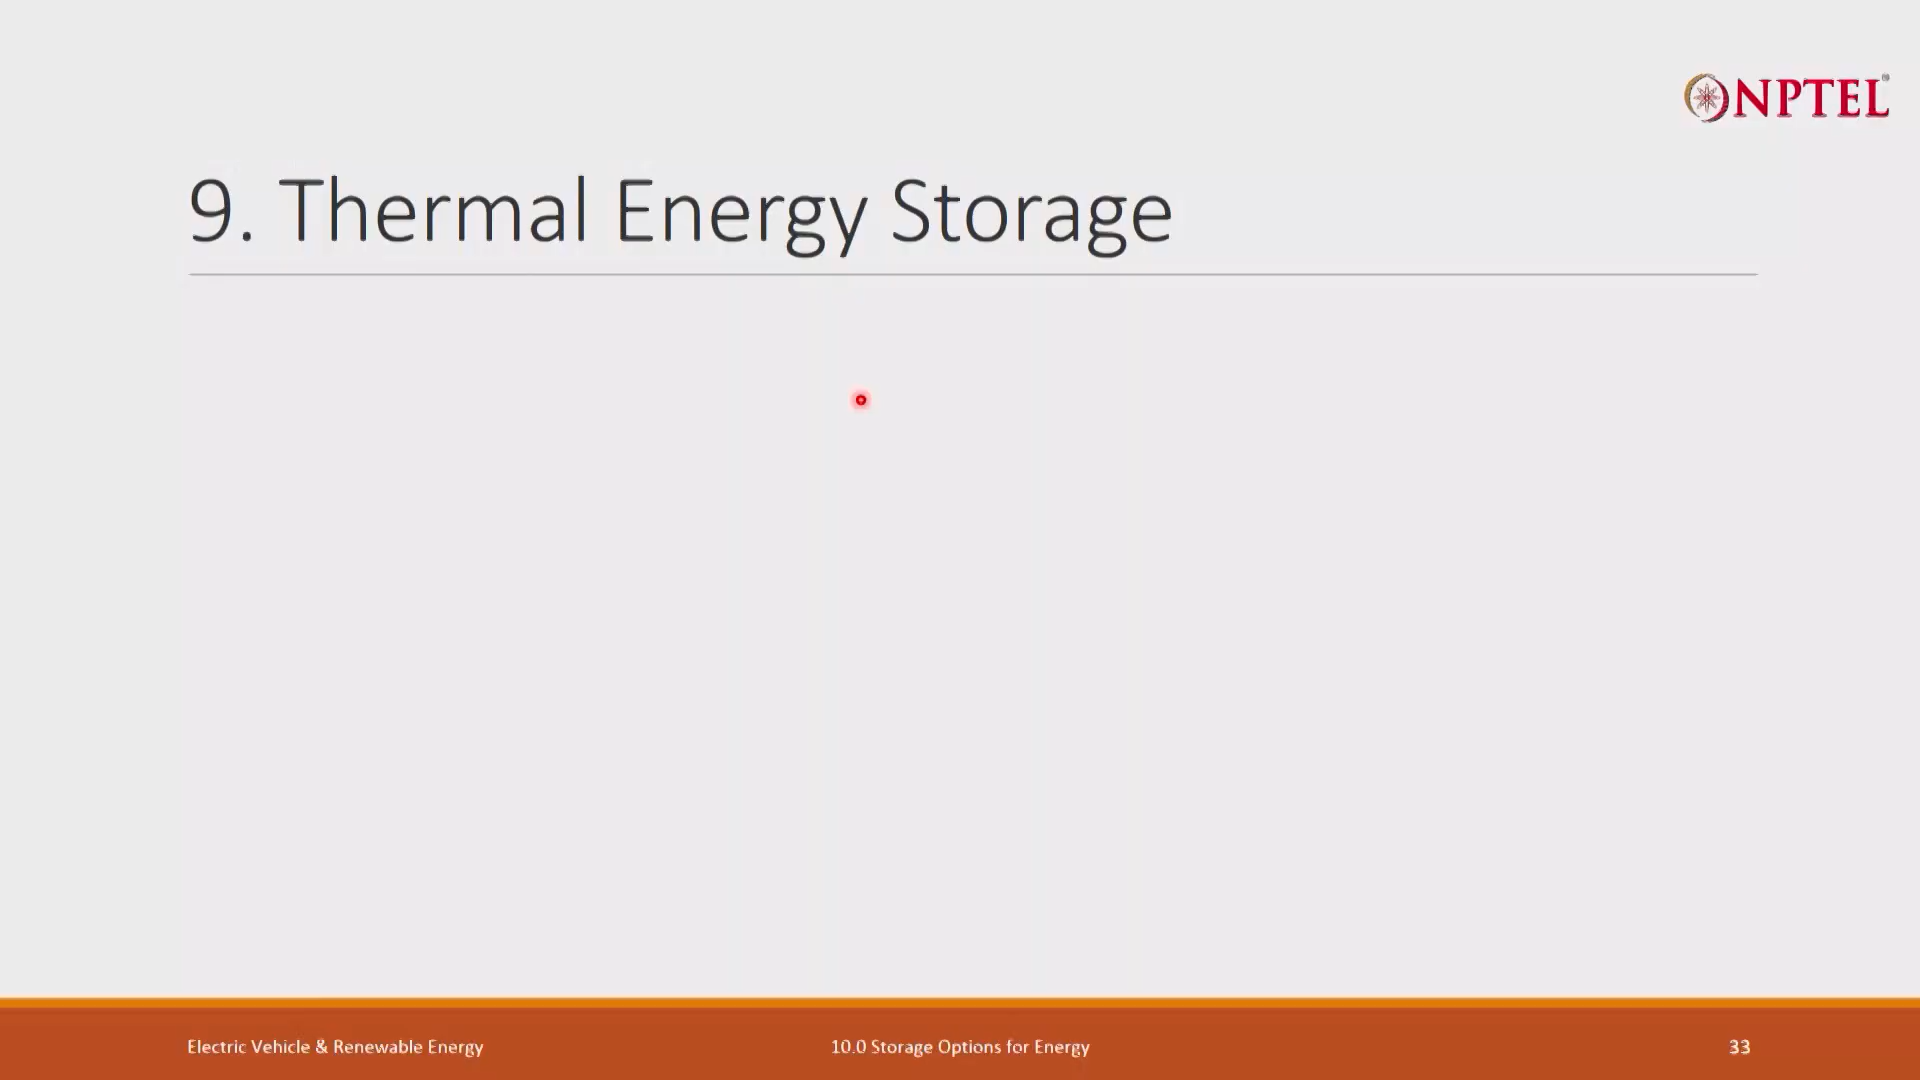 NPTEL
9. Thermal Energy Storage
Electric Vehicle & Renewable Energy
10.0 Storage Options for Energy
33